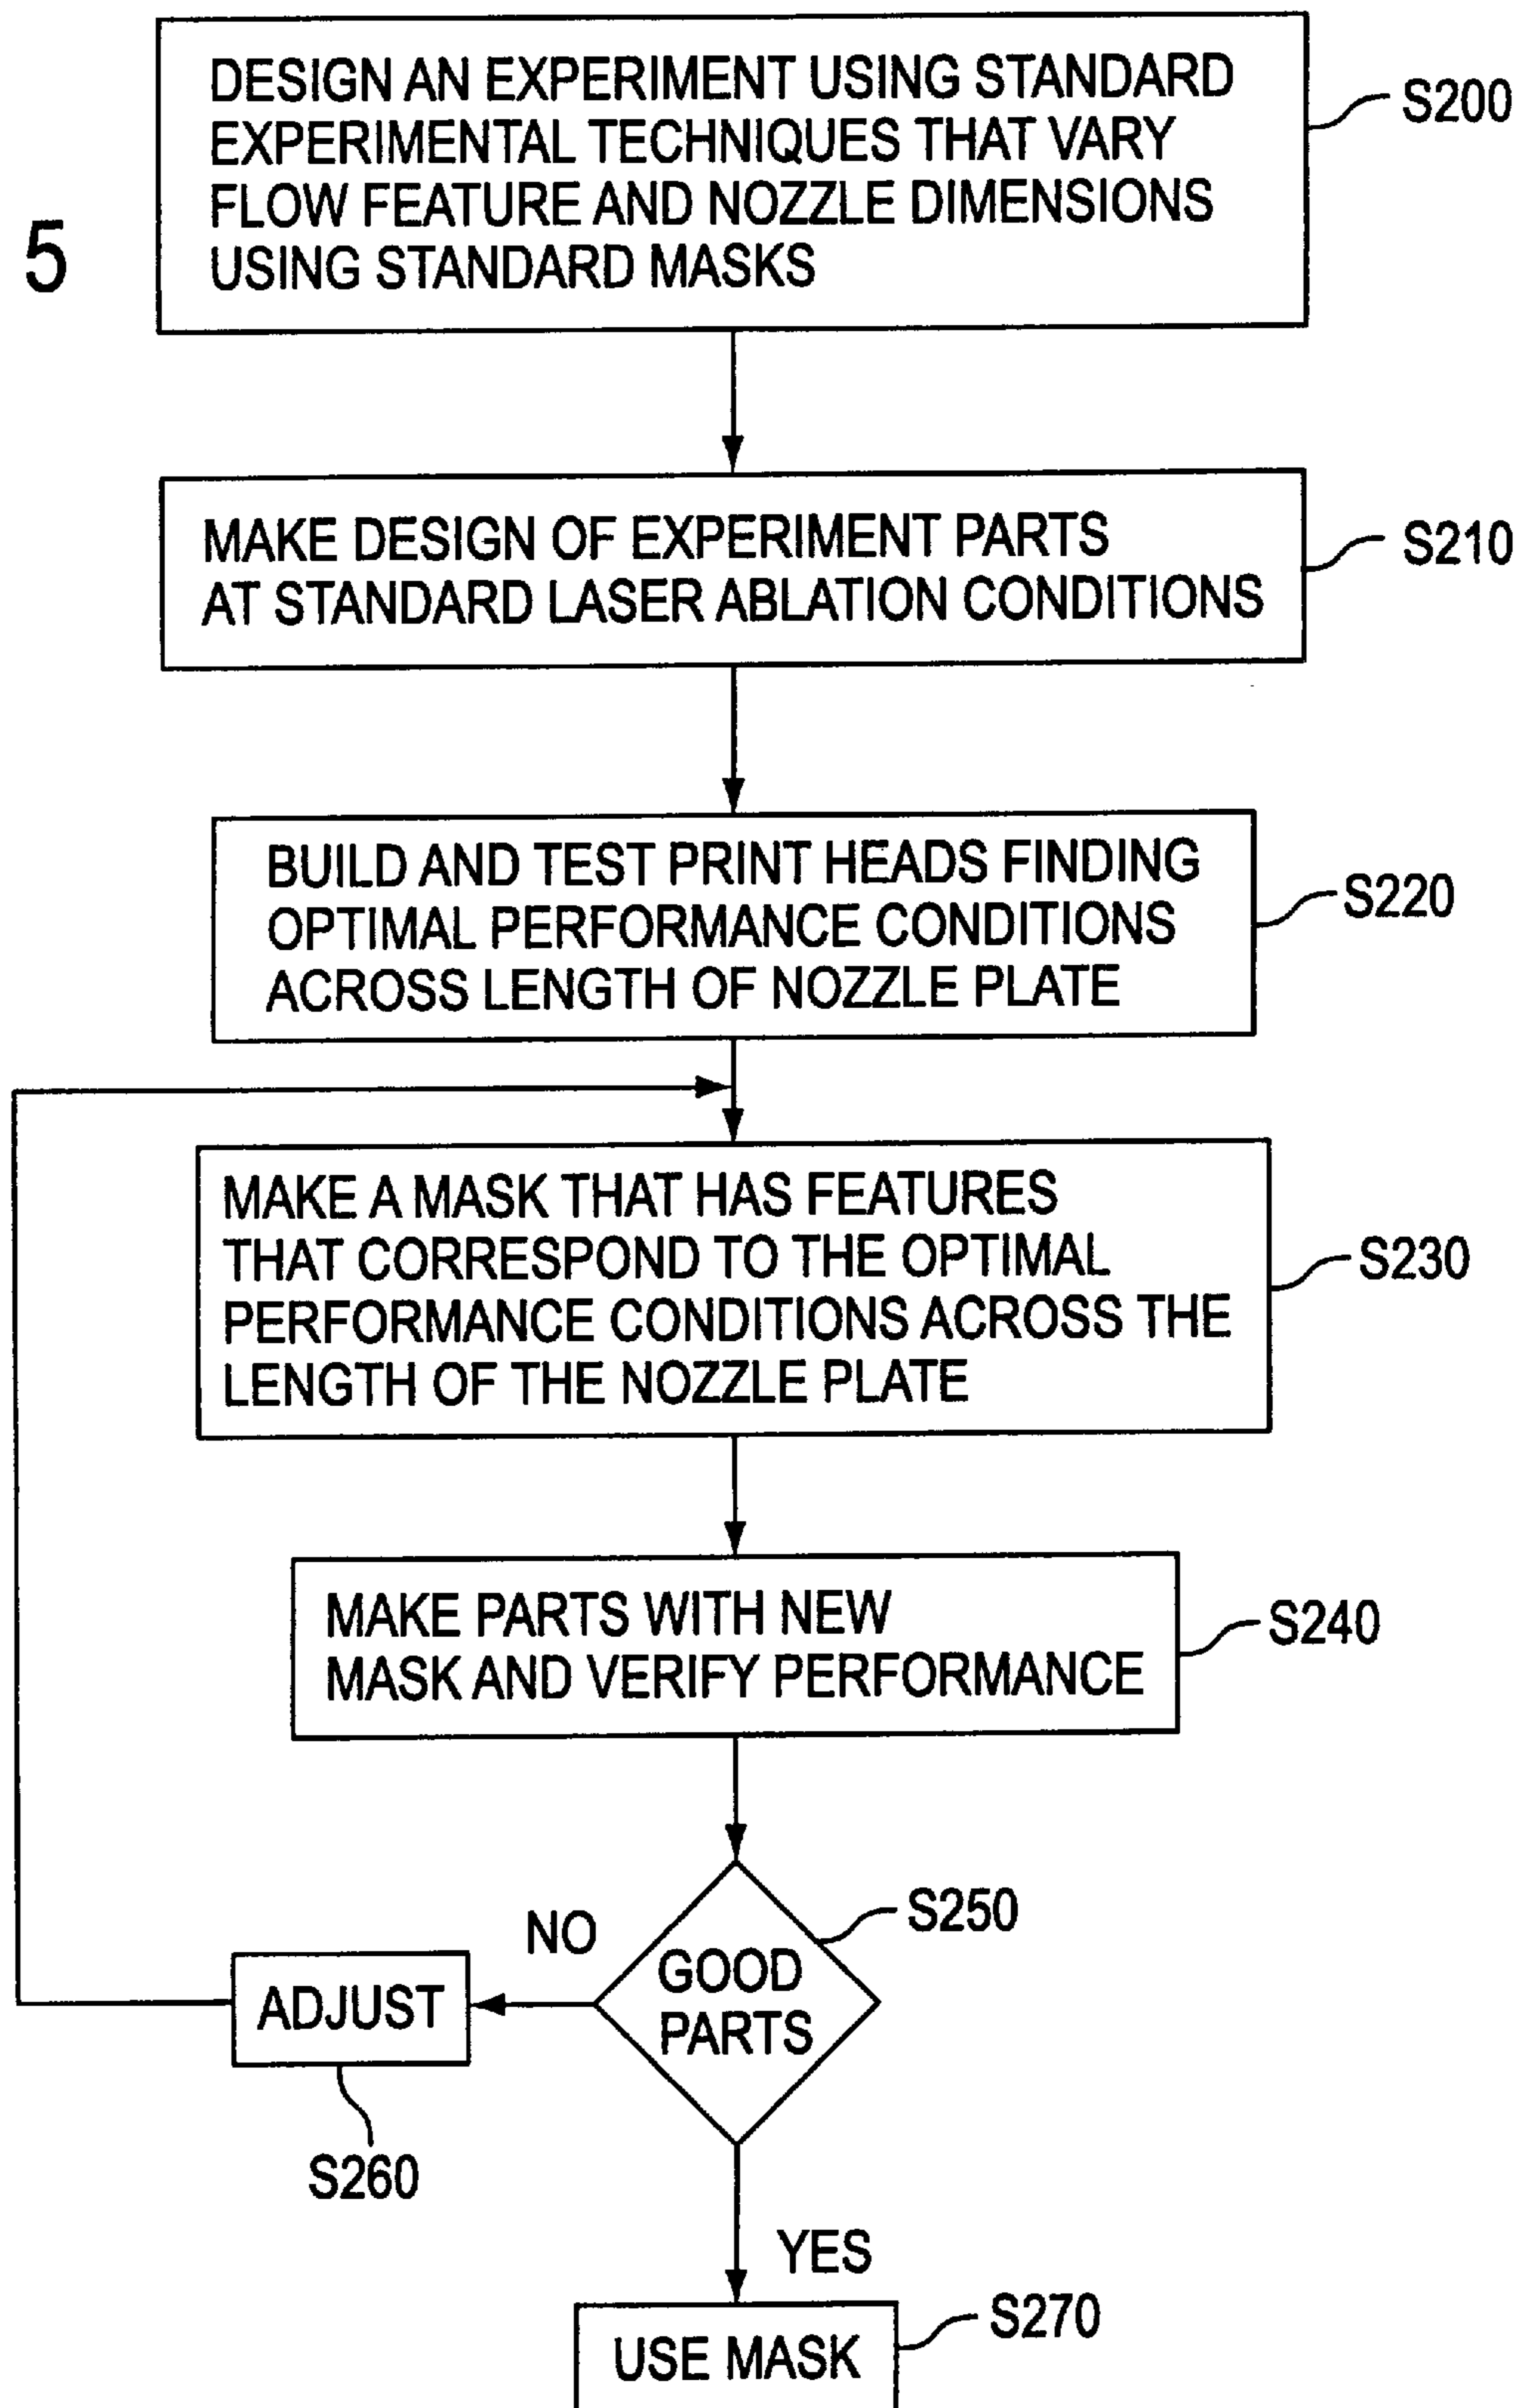 DESIGN AN EXPERIMENT USING STANDARD
EXPERIMENTAL TECHNIQUES THAT VARY
FLOW FEATURE AND NOZZLE DIMENSIONS
USING STANDARD MASKS
S200
5
MAKE DESIGN OF EXPERIMENT PARTS
AT STANDARD LASER ABLATION CONDITIONS
S210
BUILD AND TEST PRINT HEADS FINDING
OPTIMAL PERFORMANCE CONDITIONS
ACROSS LENGTH OF NOZZLE PLATE
S220
MAKE A MASK THAT HAS FEATURES
THAT CORRESPOND TO THE OPTIMAL
PERFORMANCE CONDITIONS ACROSS THE
LENGTH OF THE NOZZLE PLATE
S230
MAKE PARTS WITH NEW
MASK AND VERIFY PERFORMANCE
S240
GOOD
PARTS
S250
NO
ADJUST
S260
YES
USE MASK
S270